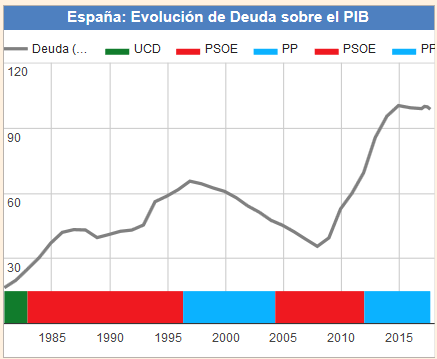 España: Evolución de Deuda sobre el PIB
Deuda (... UCD PSOE PP PSOE PP
120
90
60
30
1985 1990 1995 2000 2005 2010 2015